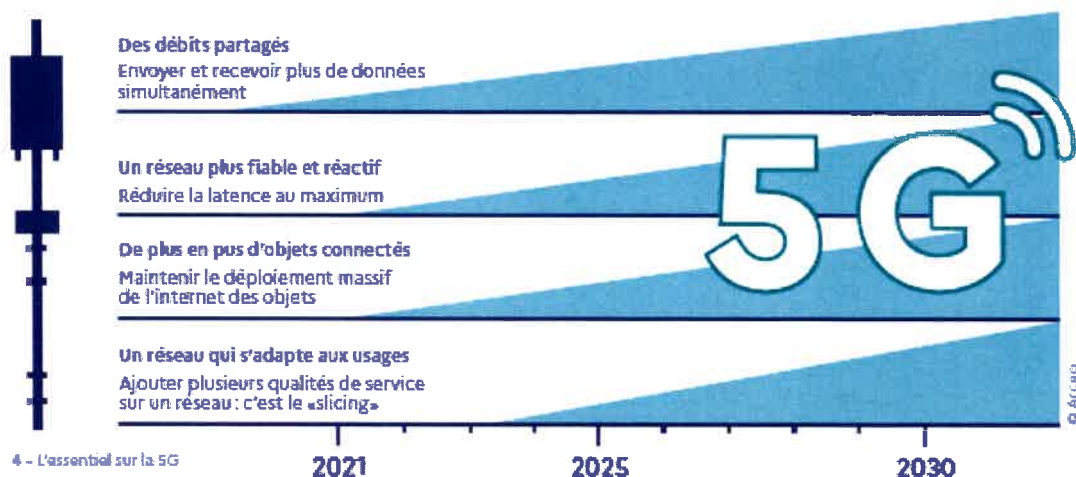 Des débits partagés
Envoyer et recevoir plus de données
simultanément
Un réseau plus fiable et réactif
Réduire la latence au maximum
De plus en pus d'objets connectés
Maintenir le déploiement massif
de l'internet des objets
Un réseau qui s'adapte aux usages
Ajouter plusieurs qualités de service
sur un réseau : c'est le «slicing»
5G
4 - L'essentiel sur la 5G
2021
2025
2030